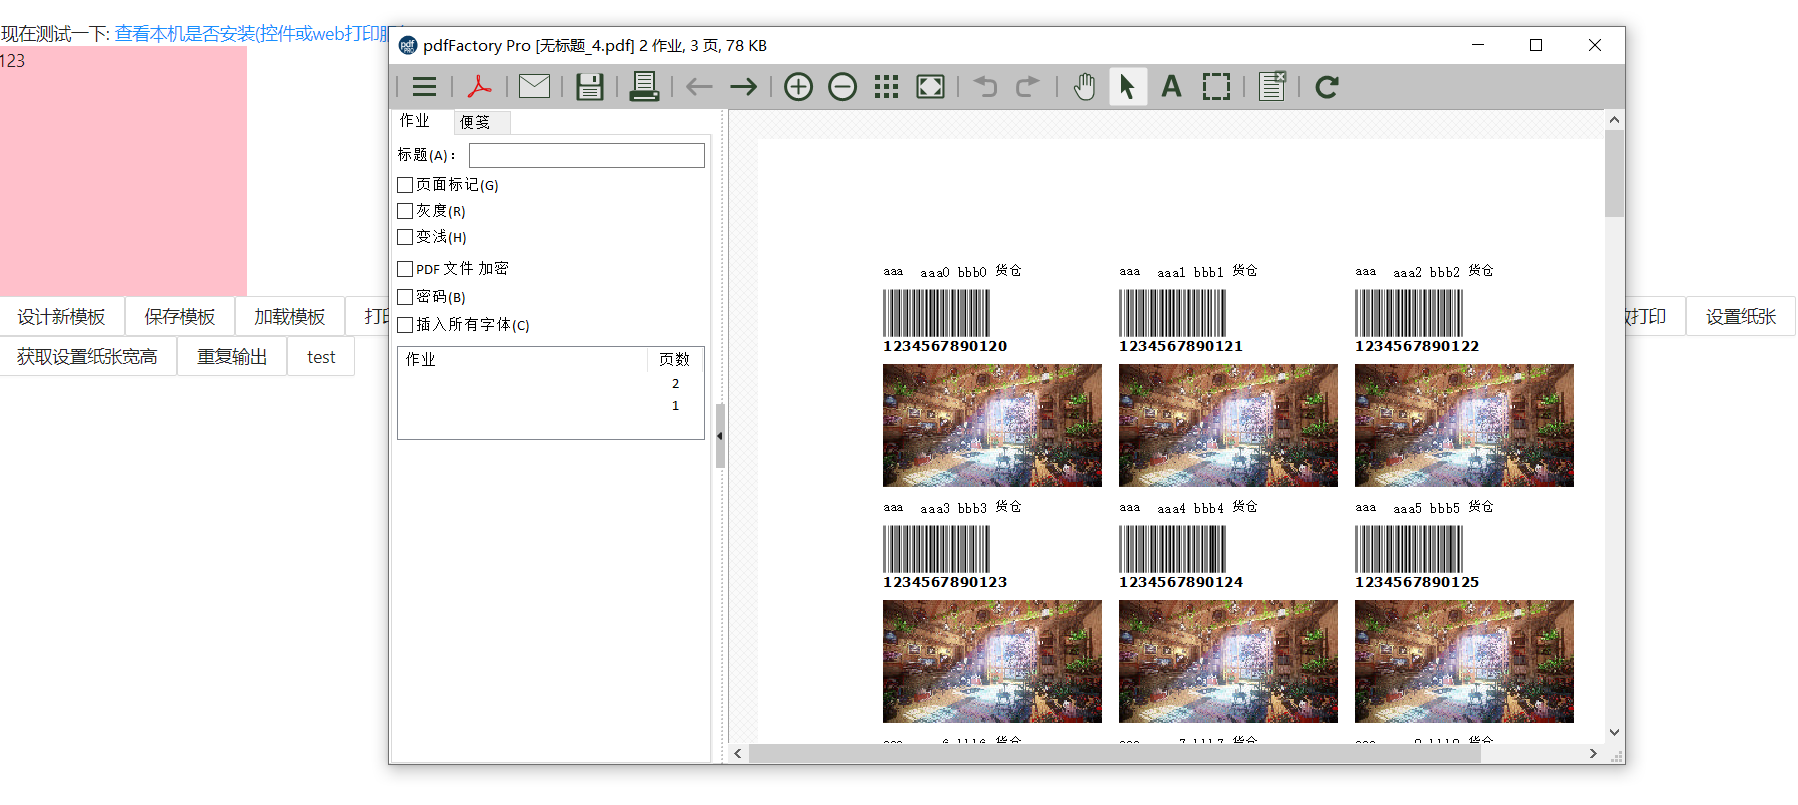 现在测试一下: 查看本机是否安装(控件或web打印
123
设计新模板
保存模板
加载模板
打印
打印
设置纸张
获取设置纸张宽高
重复输出
test
pdf PRO
pdfFactory Pro [无标题_4.pdf] 2 作业, 3 页, 78 KB
A
作业
便笺
标题(A)：
页面标记(G)
灰度(R)
变浅(H)
PDF 文件 加密
密码(B)
插入所有字体(C)
作业 页数
2
1
aaa aaa0 bbb0 货仓
1234567890120
aaa aaa1 bbb1 货仓
1234567890121
aaa aaa2 bbb2 货仓
1234567890122
aaa aaa3 bbb3 货仓
1234567890123
aaa aaa4 bbb4 货仓
1234567890124
aaa aaa5 bbb5 货仓
1234567890125